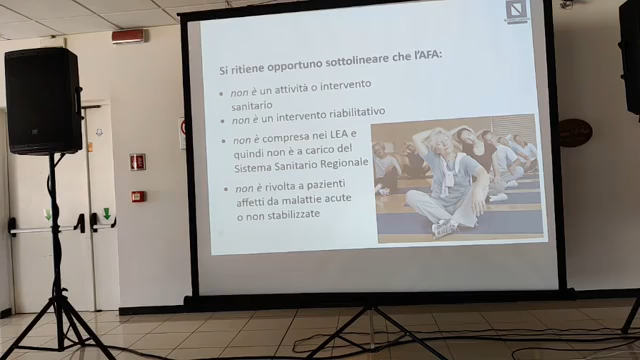 Si ritiene opportuno sottolineare che l'AFA:
• non è un attività o intervento
sanitario
• non è un intervento riabilitativo
• non è compresa nei LEA e
quindi non è a carico del
Sistema Sanitario Regionale
• non è rivolta a pazienti
affetti da malattie acute
o non stabilizzate